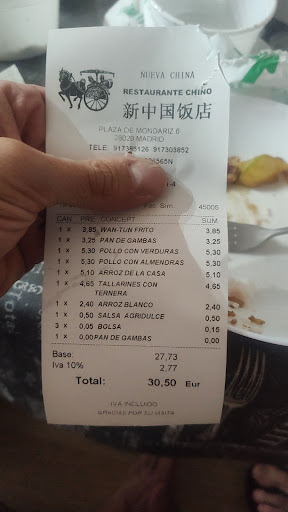 NUEVA CHINA
RESTAURANTE CHINO
新中国饭店
PLAZA DE MONDARIZ 6
28029 MADRID
TELE: 917385126 917303852
45005
CAN PRE CONCEPT SUM
1 x 3,85 WAN-TUN FRITO 3,85
1 x 3,25 PAN DE GAMBAS 3,25
1 x 5,30 POLLO CON VERDURAS 5,30
1 x 5,30 POLLO CON ALMENDRAS 5,30
1 x 5,10 ARROZ DE LA CASA 5,10
1 x 4,65 TALLARINES CON 4,65
TERNERA
1 x 2,40 ARROZ BLANCO 2,40
1 x 0,50 SALSA AGRIDULCE 0,50
3 x 0,05 BOLSA 0,15
1 x 0,00 PAN DE GAMBAS 0,00
Base: 27,73
Iva 10% 2,77
Total: 30,50 Eur
IVA INCLUIDO
GRACIAS POR SU VISITA